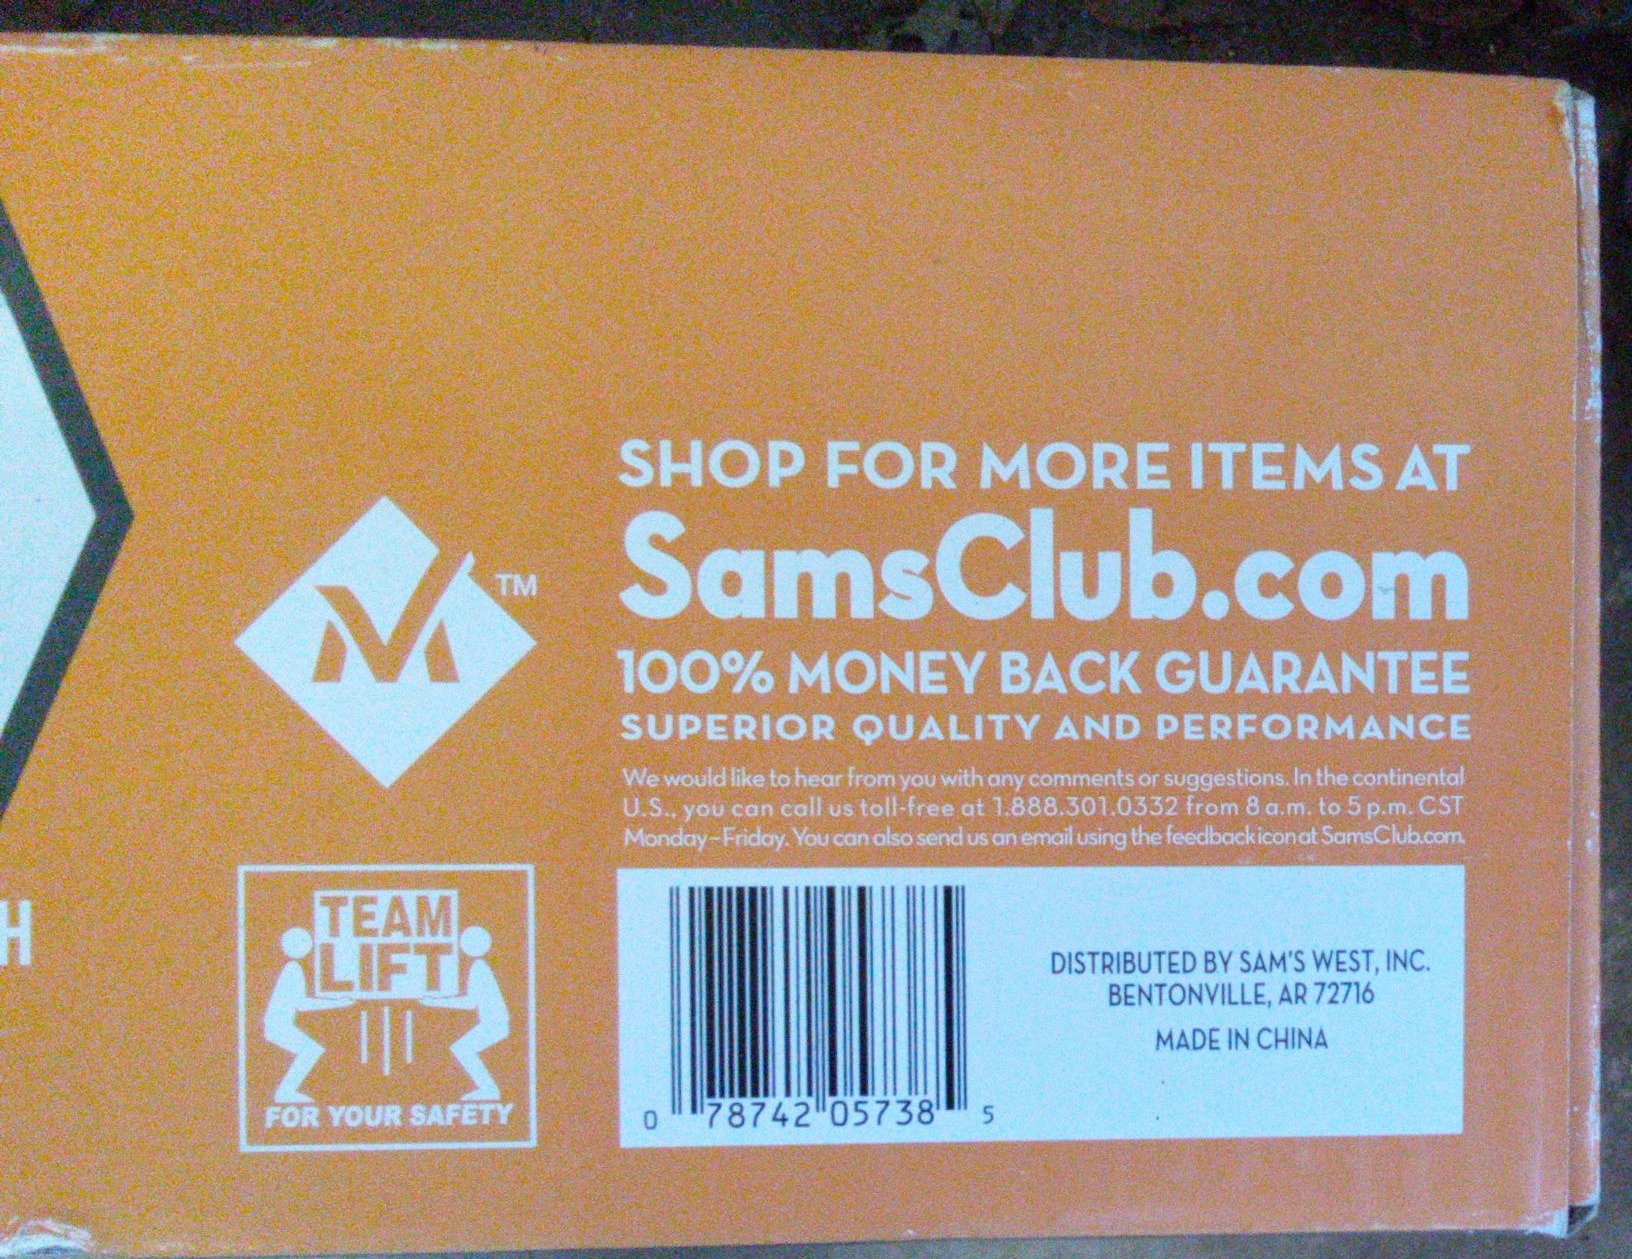 SHOP FOR MORE ITEMS AT
SamsClub.com
100% MONEY BACK GUARANTEE
SUPERIOR QUALITY AND PERFORMANCE
We would like to hear from you with any comments or suggestions. In the continental
U.S., you can call us toll-free at 1.888.301.0332 from 8 a.m. to 5 p.m. CST
Monday–Friday. You can also send us an email using the feedback icon at SamsClub.com.
M TM
H
TEAM
LIFT
FOR YOUR SAFETY
0 78742 05738 5
DISTRIBUTED BY SAM'S WEST, INC.
BENTONVILLE, AR 72716
MADE IN CHINA